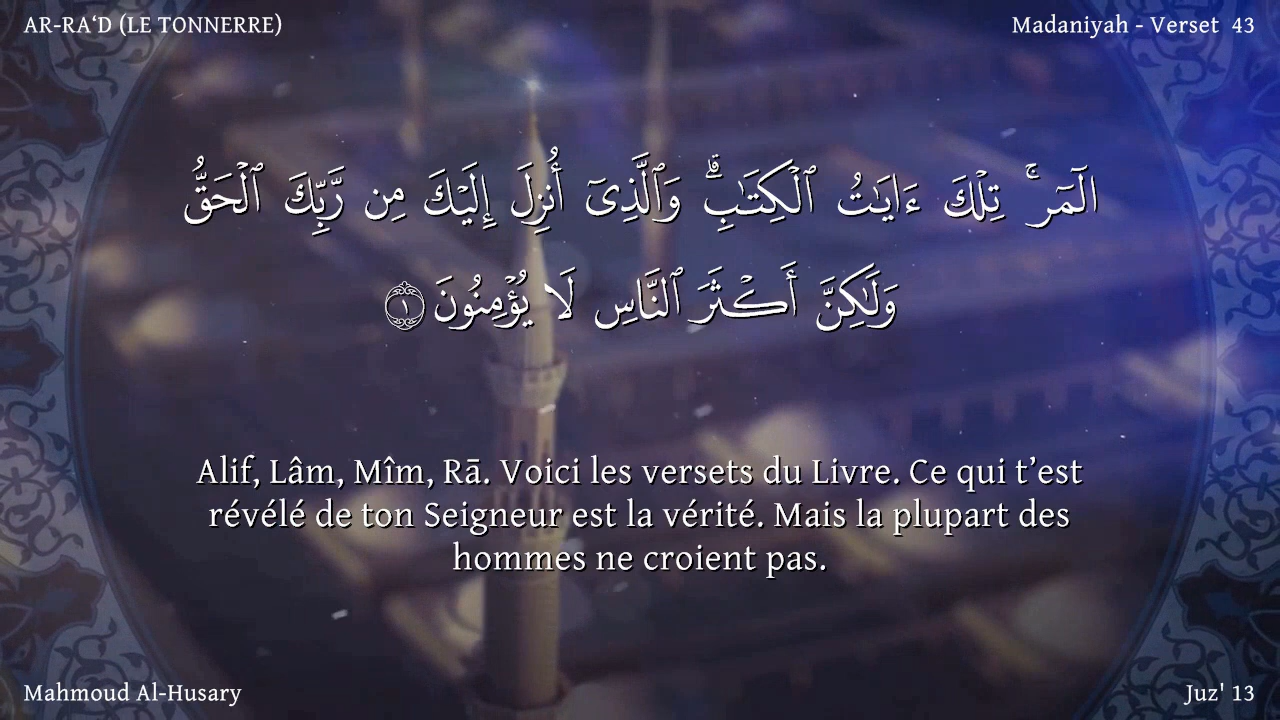 AR-RA‘D (LE TONNERRE)
Madaniyah - Verset 43
الٓمٓر ۚ تِلْكَ ءَايَـٰتُ ٱلْكِتَـٰبِ ۗ وَٱلَّذِىٓ أُنزِلَ إِلَيْكَ مِن رَّبِّكَ ٱلْحَقُّ
وَلَـٰكِنَّ أَكْثَرَ ٱلنَّاسِ لَا يُؤْمِنُونَ ١
Alif, Lâm, Mîm, Rā. Voici les versets du Livre. Ce qui t’est
révélé de ton Seigneur est la vérité. Mais la plupart des
hommes ne croient pas.
Mahmoud Al-Husary
Juz' 13